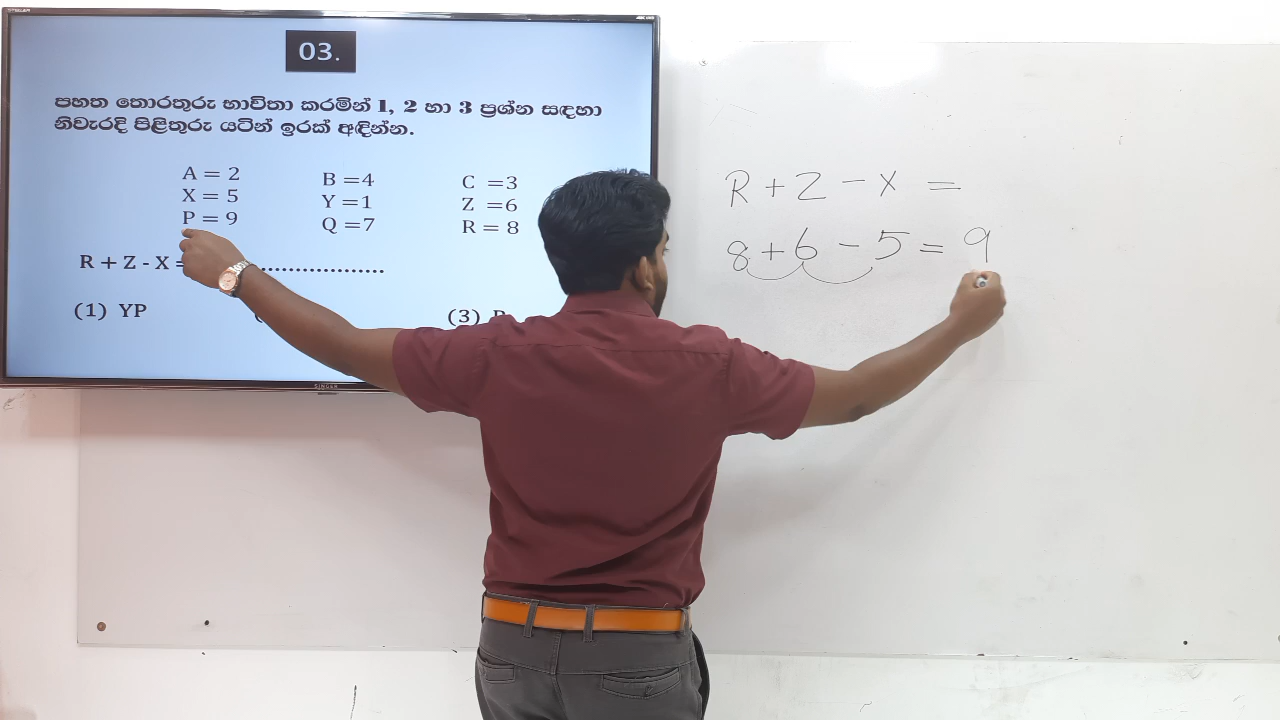 03.
පහත තොරතුරු භාවිතා කරමින් 1, 2 හා 3 ප්‍රශ්න සඳහා
නිවැරදි පිළිතුරු යටින් ඉරක් අඳින්න.
A = 2 B =4 C =3
X = 5 Y =1 Z =6
P = 9 Q =7 R = 8
R + Z - X = ..................
(1) YP (3)
SINGER
R + Z - X =
8 + 6 - 5 = 9